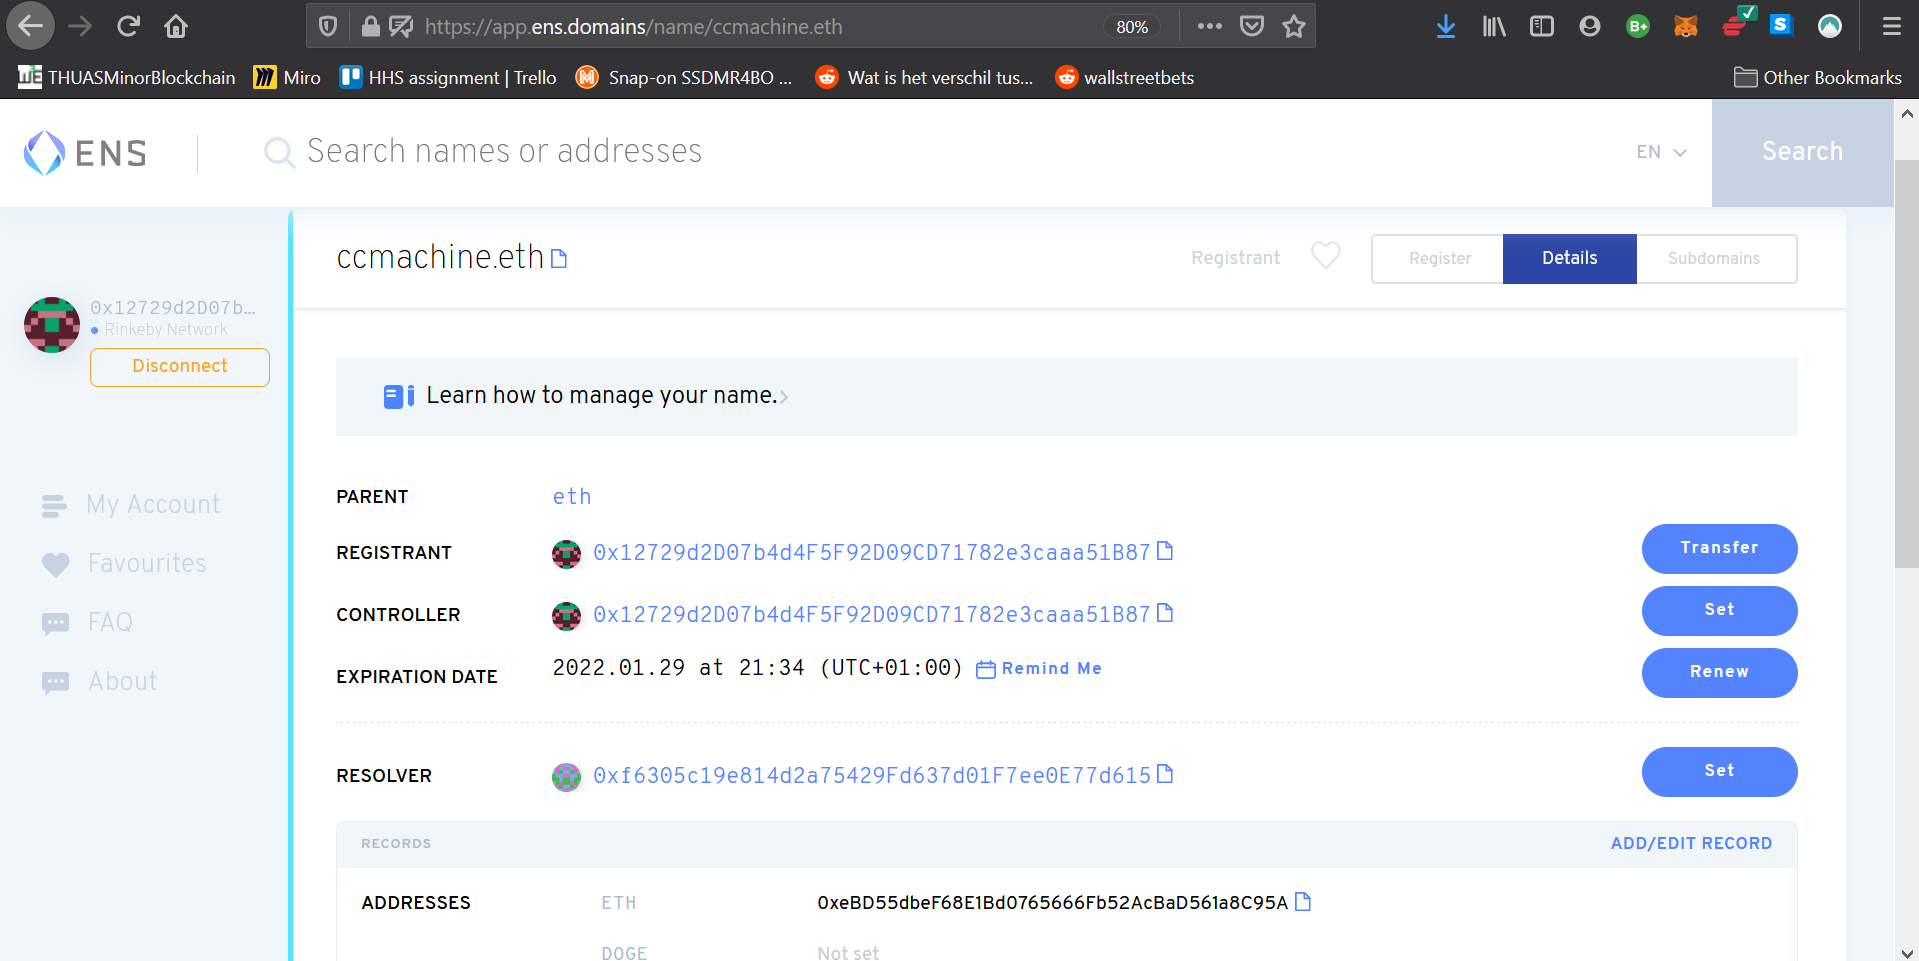 https://app.ens.domains/name/ccmachine.eth 80%
THUASMinorBlockchain Miro HHS assignment | Trello Snap-on SSDMR4BO ... Wat is het verschil tus... wallstreetbets Other Bookmarks
ENS Search names or addresses EN Search
ccmachine.eth Registrant Register Details Subdomains
0x12729d2D07b...
Rinkeby Network
Disconnect
Learn how to manage your name.
My Account
Favourites
FAQ
About
PARENT eth
REGISTRANT 0x12729d2D07b4d4F5F92D09CD71782e3caaa51B87 Transfer
CONTROLLER 0x12729d2D07b4d4F5F92D09CD71782e3caaa51B87 Set
EXPIRATION DATE 2022.01.29 at 21:34 (UTC+01:00) Remind Me Renew
RESOLVER 0xf6305c19e814d2a75429Fd637d01F7ee0E77d615 Set
RECORDS ADD/EDIT RECORD
ADDRESSES ETH 0xeBD55dbeF68E1Bd0765666Fb52AcBaD561a8C95A
DOGE Not set